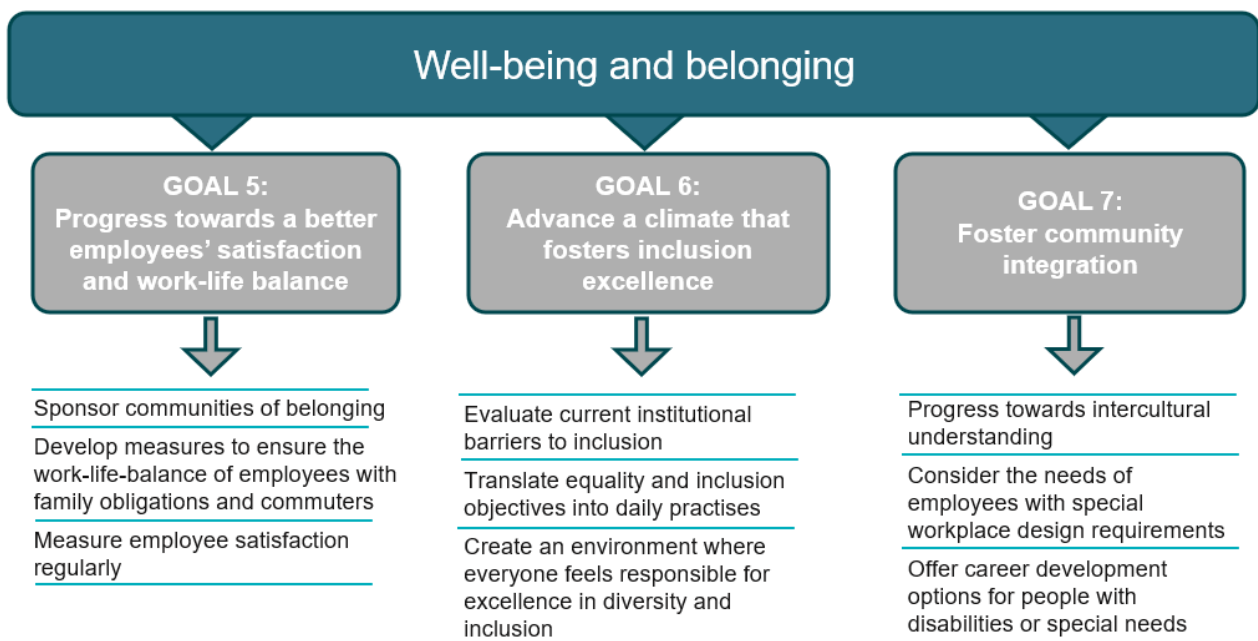 Well-being and belonging
GOAL 5:
Progress towards a better
employees’ satisfaction
and work-life balance
Sponsor communities of belonging
Develop measures to ensure the
work-life-balance of employees with
family obligations and commuters
Measure employee satisfaction
regularly
GOAL 6:
Advance a climate that
fosters inclusion
excellence
Evaluate current institutional
barriers to inclusion
Translate equality and inclusion
objectives into daily practises
Create an environment where
everyone feels responsible for
excellence in diversity and
inclusion
GOAL 7:
Foster community
integration
Progress towards intercultural
understanding
Consider the needs of
employees with special
workplace design requirements
Offer career development
options for people with
disabilities or special needs